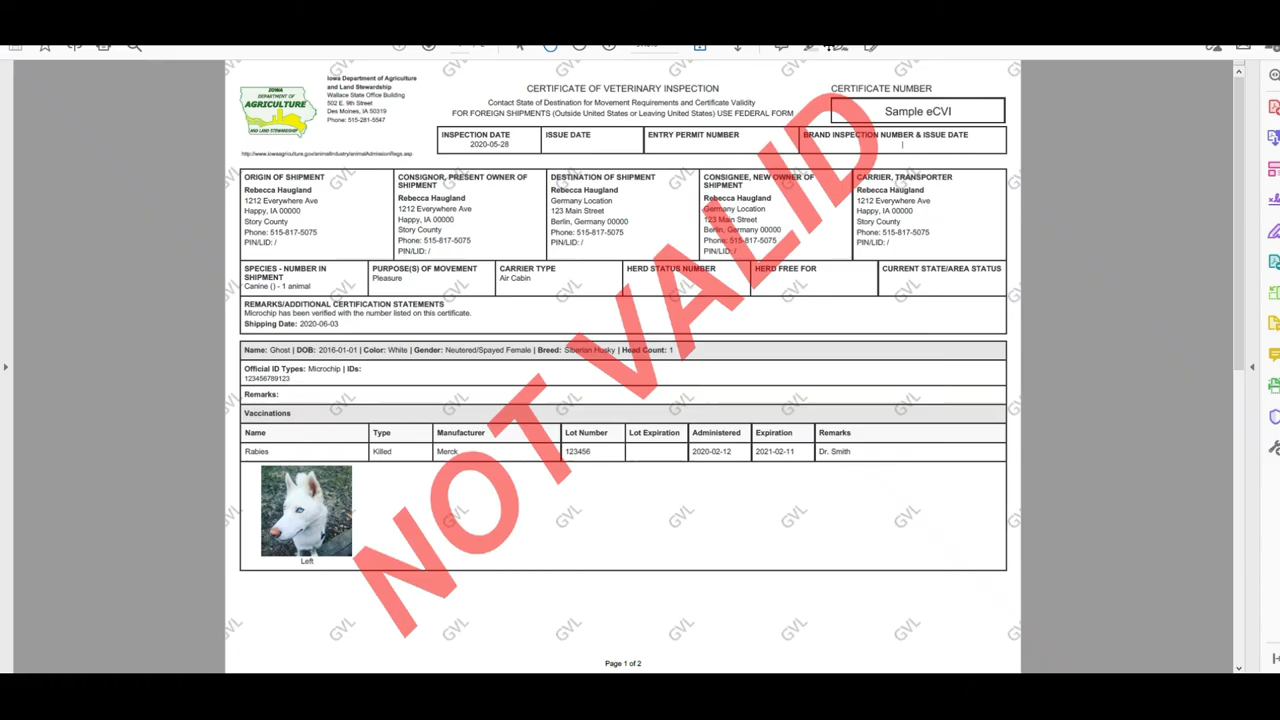 IOWA
DEPARTMENT OF
AGRICULTURE
AND LAND STEWARDSHIP
Iowa Department of Agriculture
and Land Stewardship
Wallace State Office Building
502 E. 9th Street
Des Moines, IA 50319
Phone: 515-281-5547
http://www.iowaagriculture.gov/animalIndustry/animalAdmissionRegs.asp
CERTIFICATE OF VETERINARY INSPECTION
Contact State of Destination for Movement Requirements and Certificate Validity
FOR FOREIGN SHIPMENTS (Outside United States or Leaving United States) USE FEDERAL FORM
CERTIFICATE NUMBER
Sample eCVI
INSPECTION DATE
2020-05-28
ISSUE DATE
ENTRY PERMIT NUMBER
BRAND INSPECTION NUMBER & ISSUE DATE
|
ORIGIN OF SHIPMENT
Rebecca Haugland
1212 Everywhere Ave
Happy, IA 00000
Story County
Phone: 515-817-5075
PIN/LID: /
CONSIGNOR, PRESENT OWNER OF
SHIPMENT
Rebecca Haugland
1212 Everywhere Ave
Happy, IA 00000
Story County
Phone: 515-817-5075
PIN/LID: /
DESTINATION OF SHIPMENT
Rebecca Haugland
Germany Location
123 Main Street
Berlin, Germany 00000
Phone: 515-817-5075
PIN/LID: /
CONSIGNEE, NEW OWNER OF
SHIPMENT
Rebecca Haugland
Germany Location
123 Main Street
Berlin, Germany 00000
Phone: 515-817-5075
PIN/LID: /
CARRIER, TRANSPORTER
Rebecca Haugland
1212 Everywhere Ave
Happy, IA 00000
Story County
Phone: 515-817-5075
PIN/LID: /
SPECIES - NUMBER IN
SHIPMENT
Canine () - 1 animal
PURPOSE(S) OF MOVEMENT
Pleasure
CARRIER TYPE
Air Cabin
HERD STATUS NUMBER
HERD FREE FOR
CURRENT STATE/AREA STATUS
REMARKS/ADDITIONAL CERTIFICATION STATEMENTS
Microchip has been verified with the number listed on this certificate.
Shipping Date: 2020-06-03
Name: Ghost | DOB: 2016-01-01 | Color: White | Gender: Neutered/Spayed Female | Breed: Siberian Husky | Head Count: 1
Official ID Types: Microchip | IDs:
123456789123
Remarks:
Vaccinations
Name Type Manufacturer Lot Number Lot Expiration Administered Expiration Remarks
Rabies Killed Merck 123456 2020-02-12 2021-02-11 Dr. Smith
Left
NOT VALID
GVL
Page 1 of 2